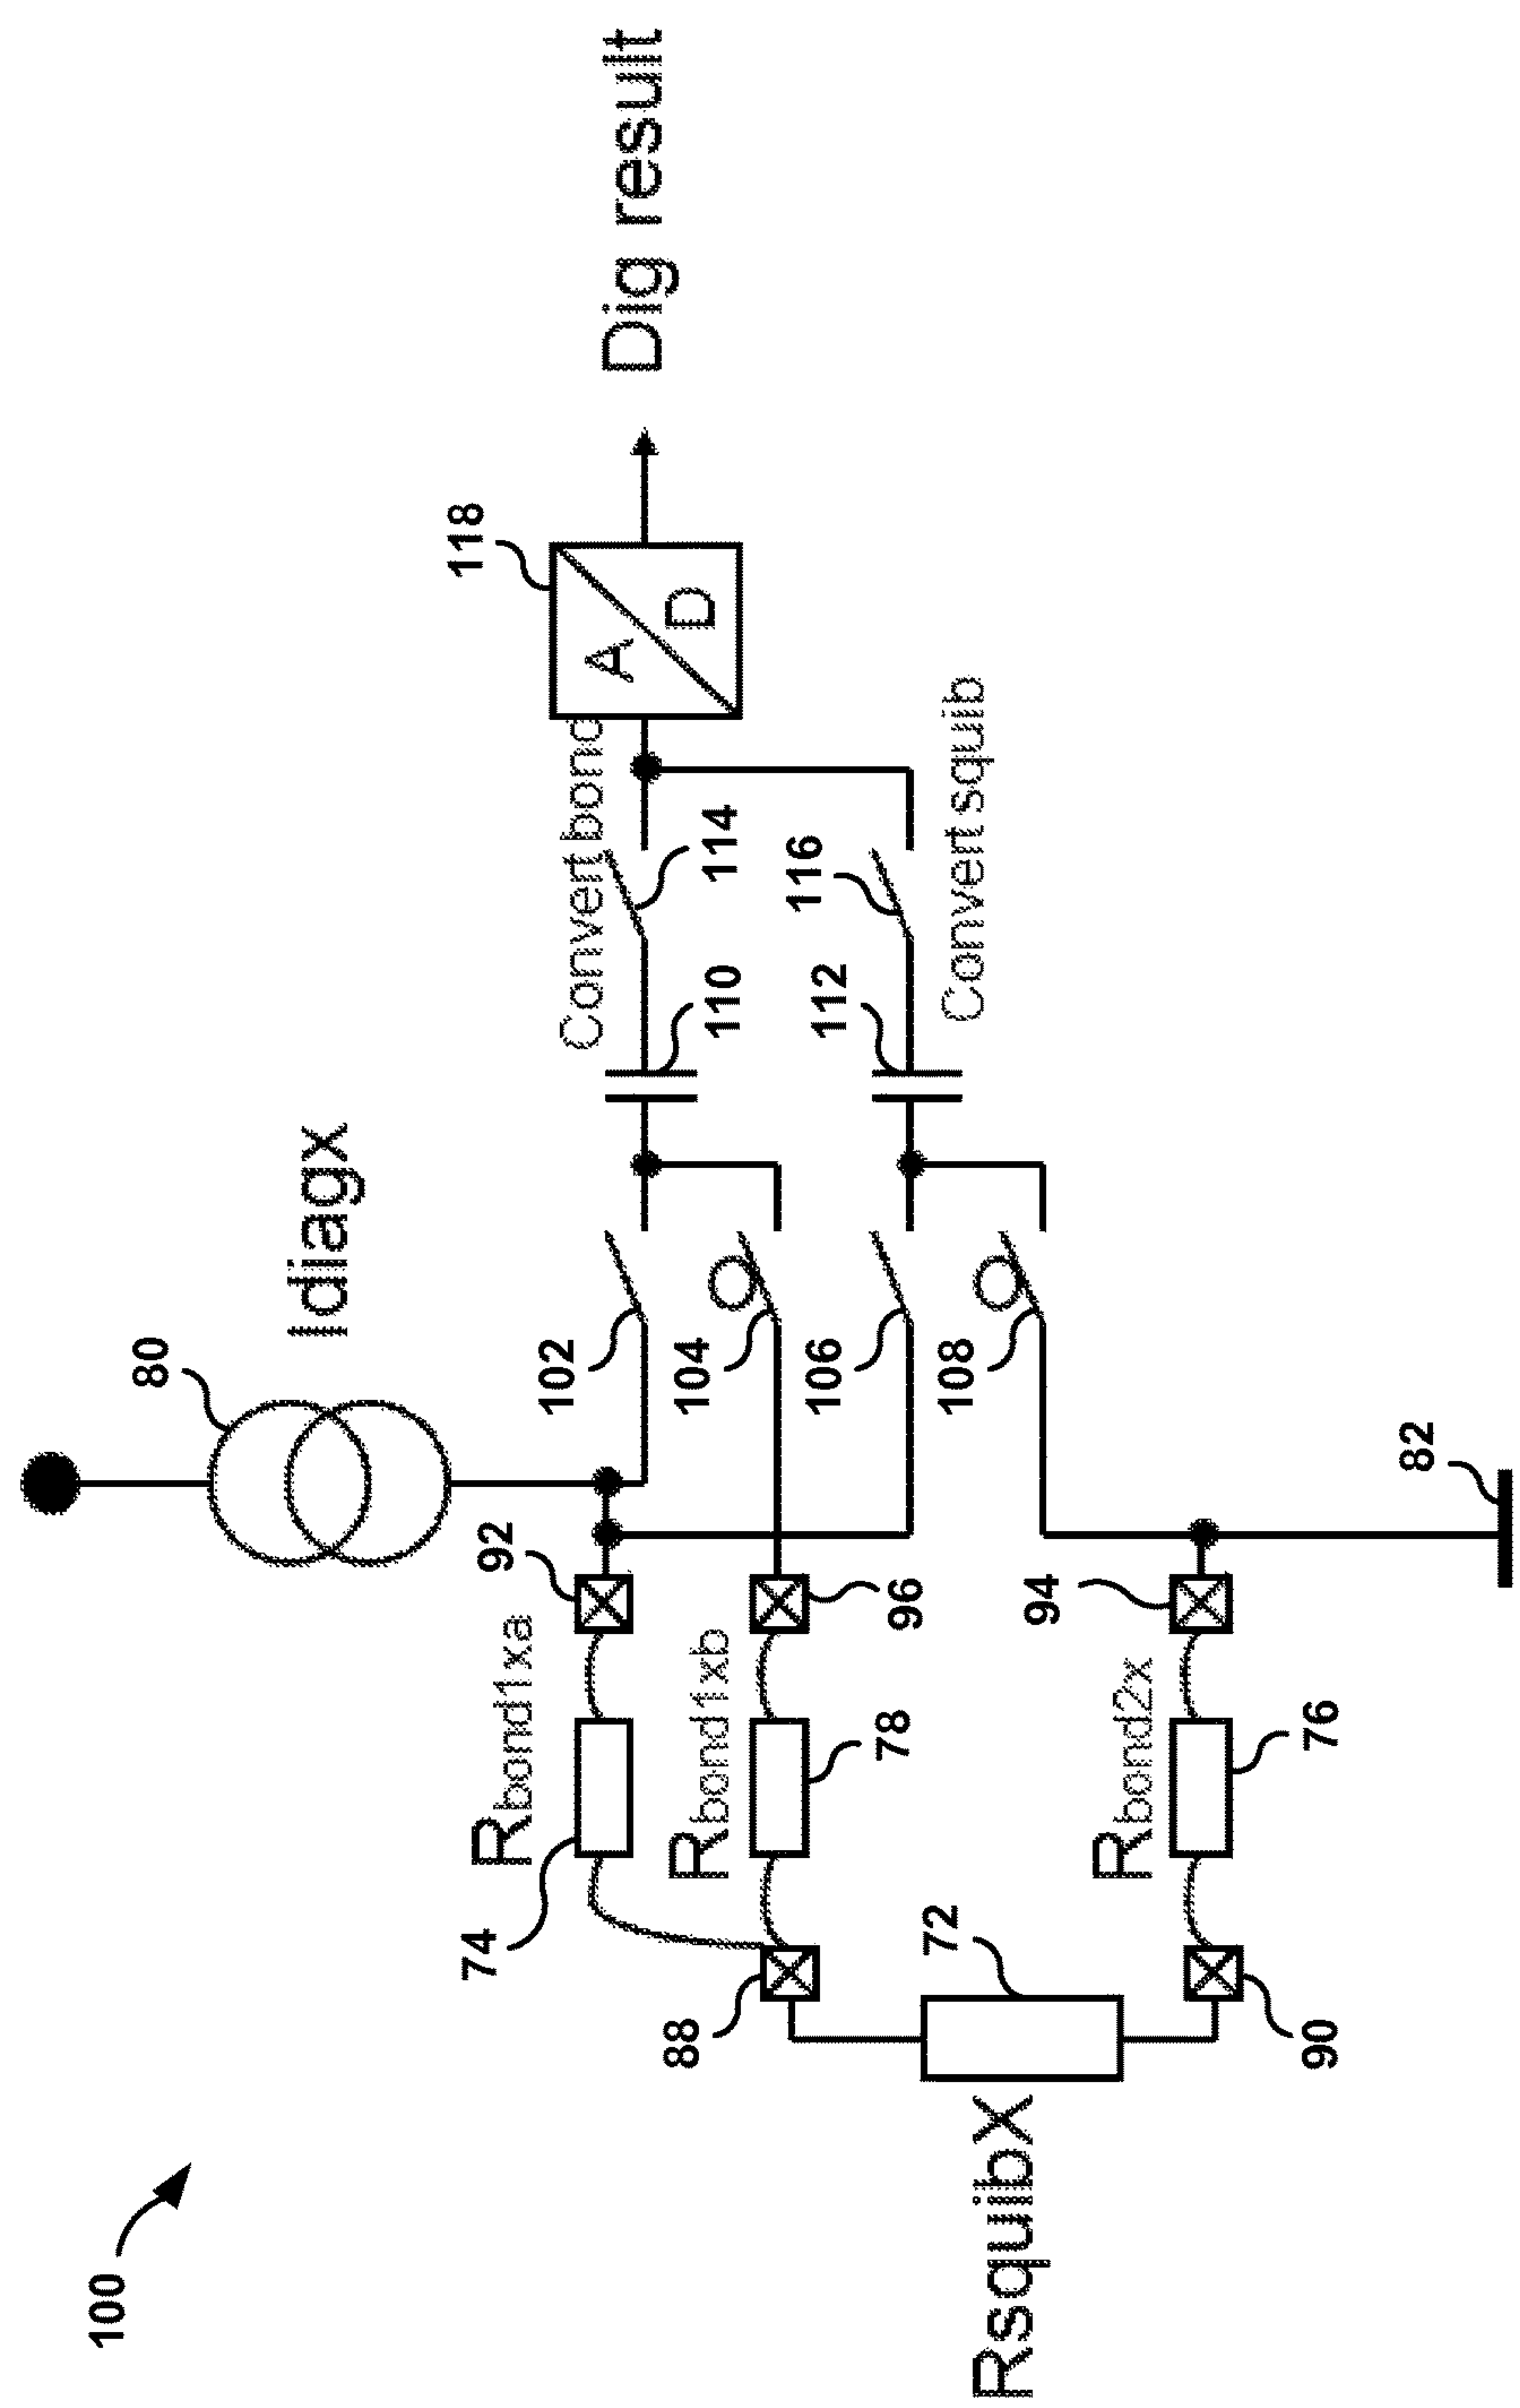 100
80
Idiagx
92
Rbond1xa
74
102
Convert bond
110
114
118
A
D
Dig result
88
Rbond1xb
78
96
104
RsquibX
72
106
112
116
Convert squib
90
Rbond2x
76
94
108
82